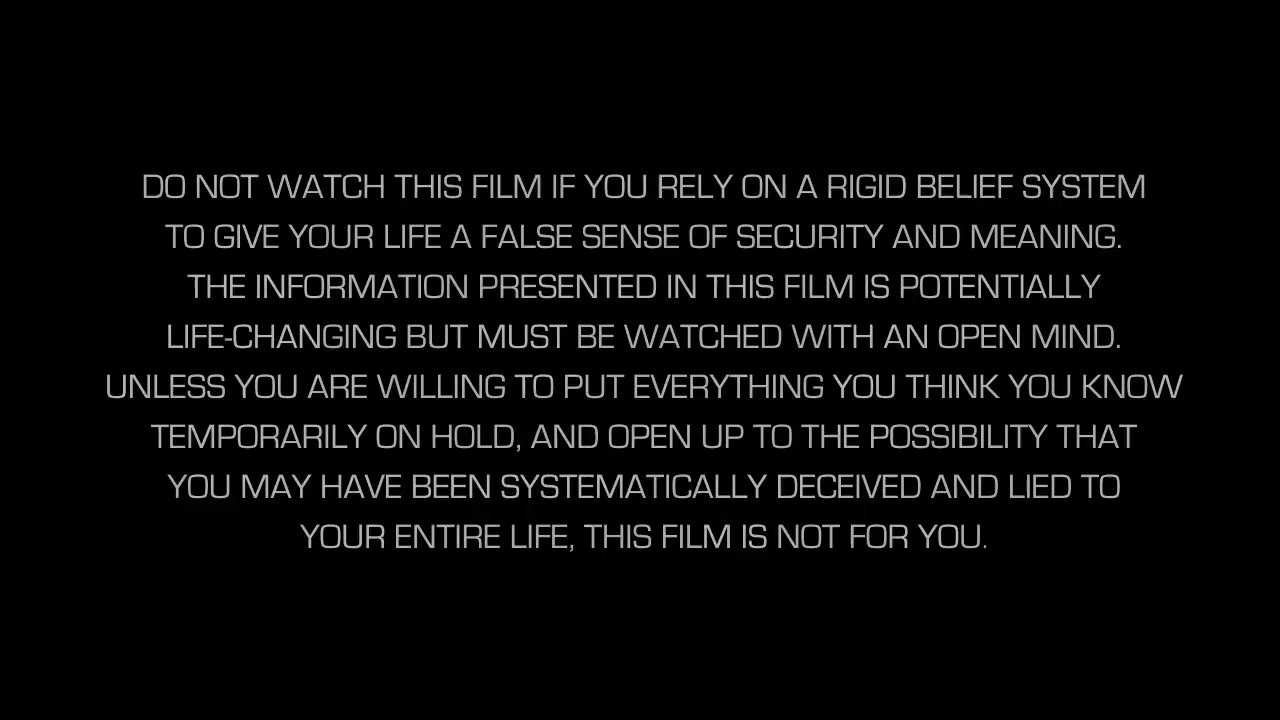 DO NOT WATCH THIS FILM IF YOU RELY ON A RIGID BELIEF SYSTEM
TO GIVE YOUR LIFE A FALSE SENSE OF SECURITY AND MEANING.
THE INFORMATION PRESENTED IN THIS FILM IS POTENTIALLY
LIFE-CHANGING BUT MUST BE WATCHED WITH AN OPEN MIND.
UNLESS YOU ARE WILLING TO PUT EVERYTHING YOU THINK YOU KNOW
TEMPORARILY ON HOLD, AND OPEN UP TO THE POSSIBILITY THAT
YOU MAY HAVE BEEN SYSTEMATICALLY DECEIVED AND LIED TO
YOUR ENTIRE LIFE, THIS FILM IS NOT FOR YOU.